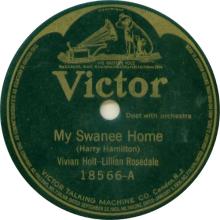 "HIS MASTER'S VOICE"
Victor
Duet with orchestra
My Swanee Home
(Harry Hamilton)
Vivian Holt-Lillian Rosedale
18566-A
VICTOR TALKING MACHINE CO. Camden, N.J.